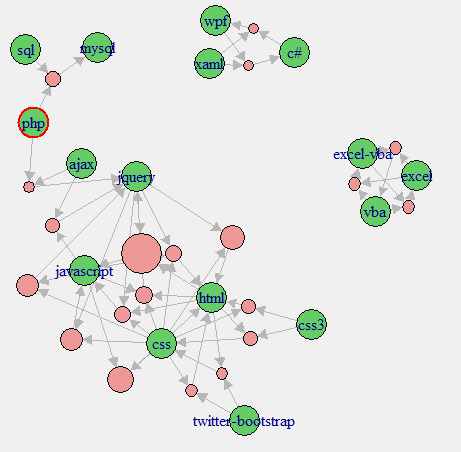 wpf
sql
mysql
c#
xaml
php
excel-vba
ajax
jquery
excel
vba
javascript
html
css3
css
twitter-bootstrap